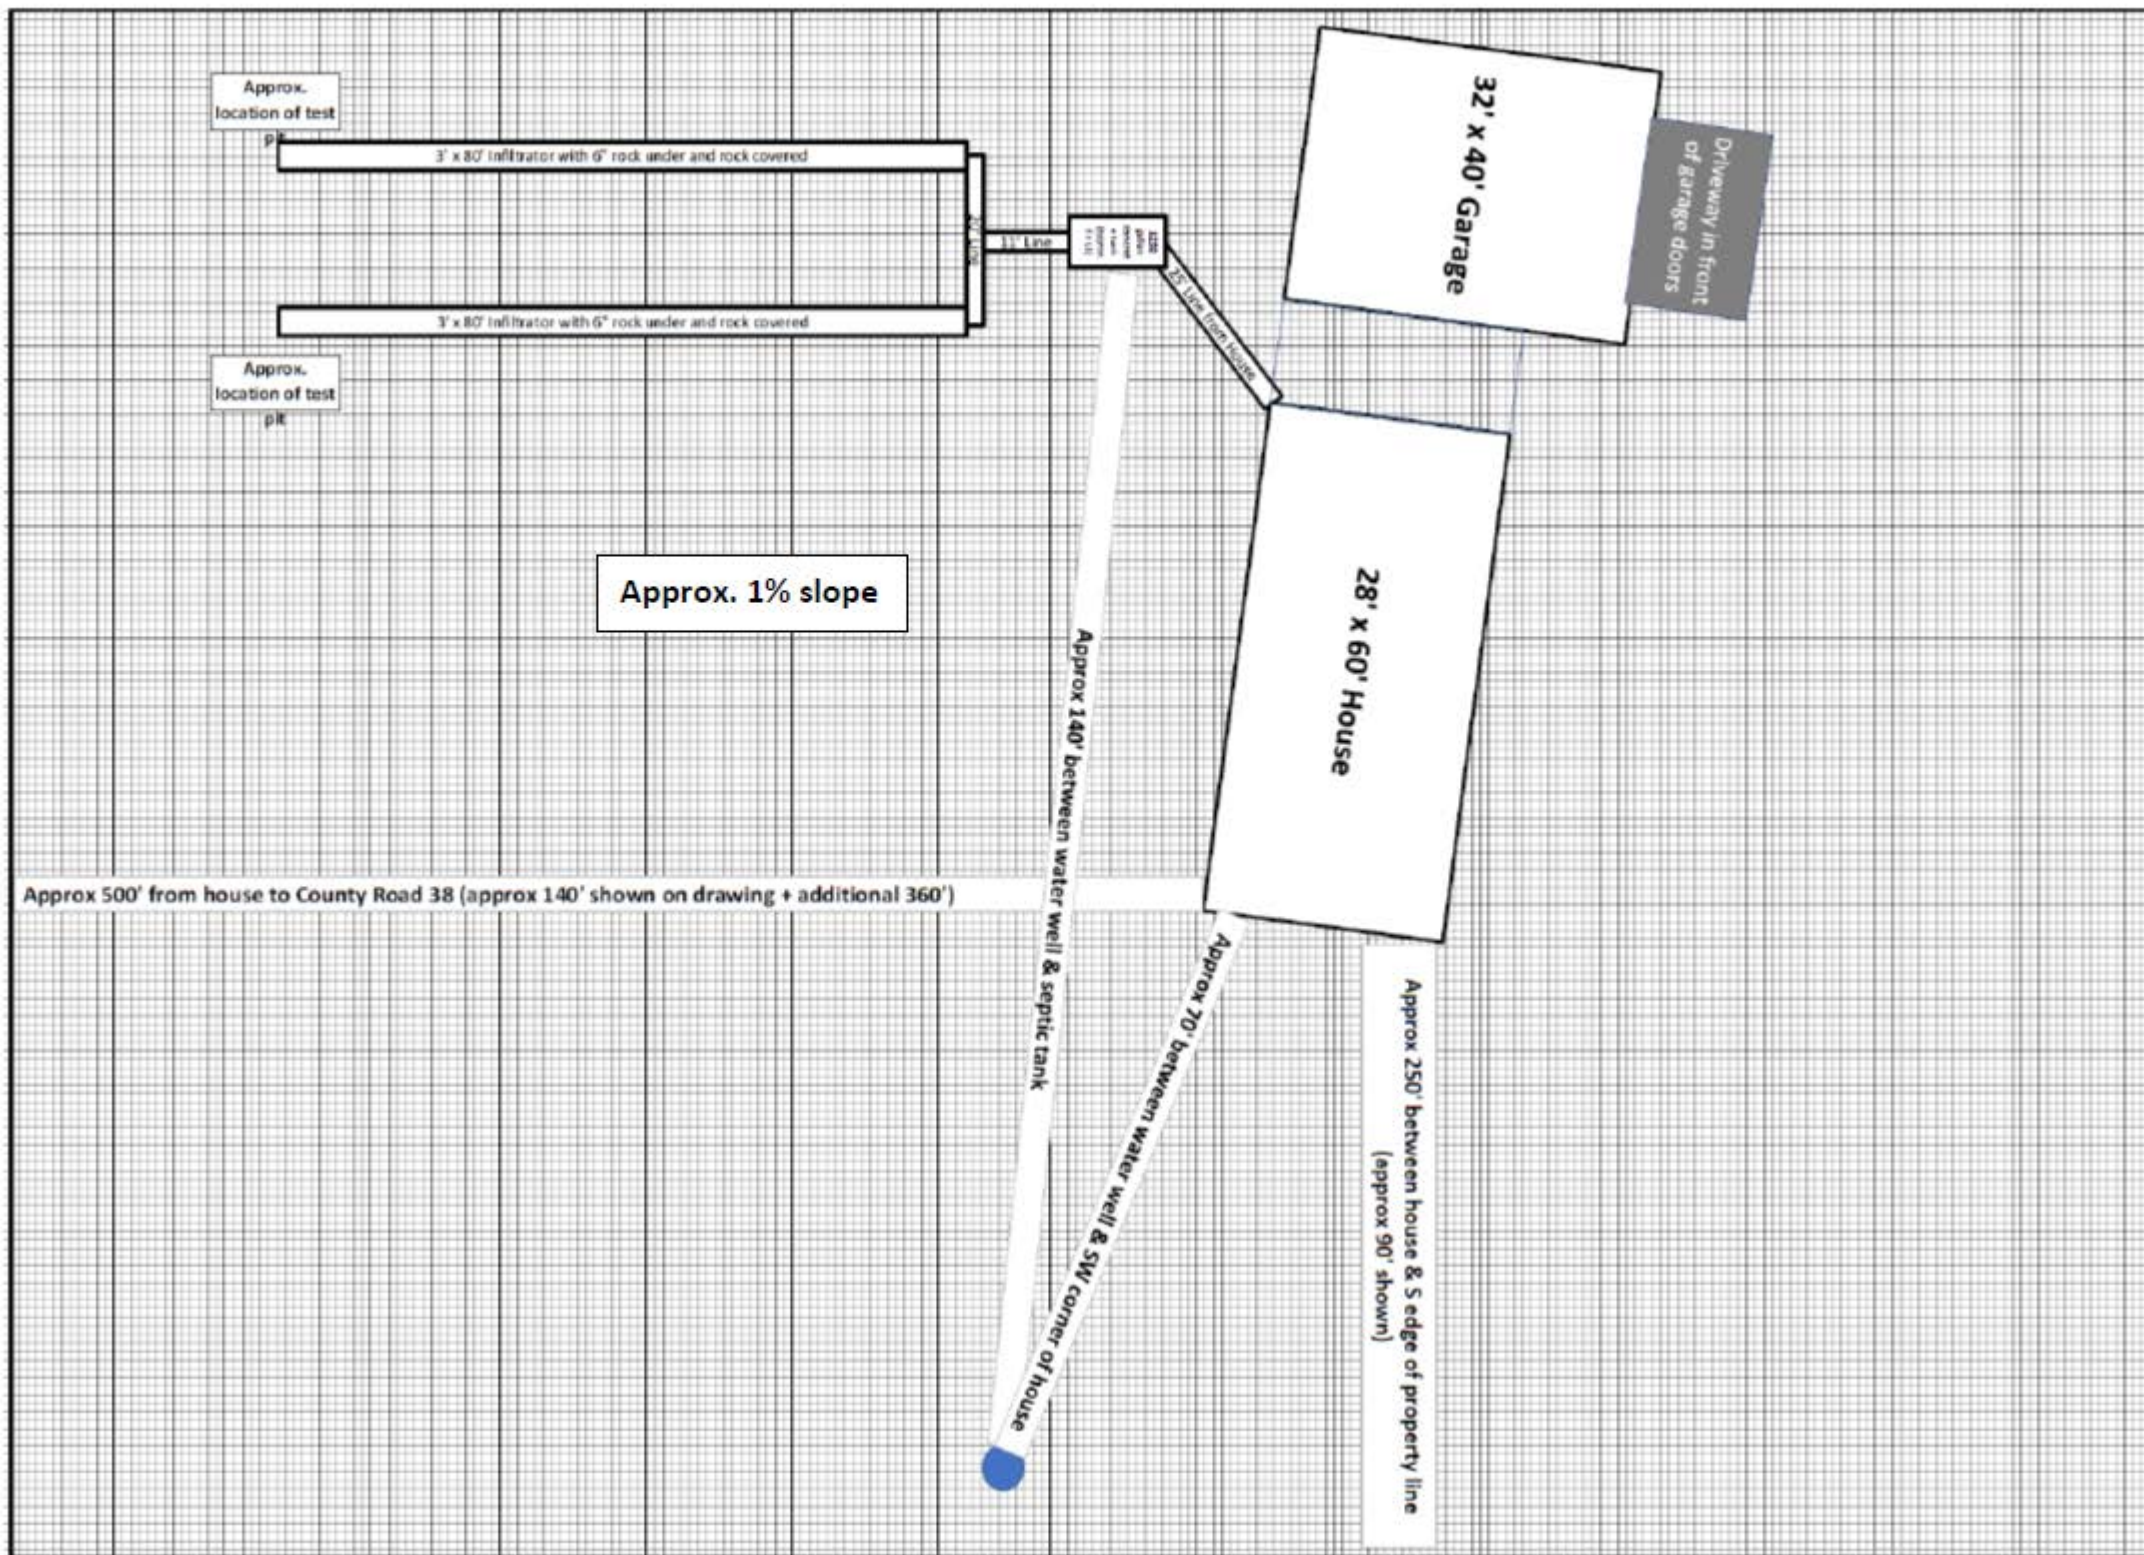 Approx.
location of test
pit
3' x 80' Infiltrator with 6" rock under and rock covered
32' x 40' Garage
Driveway in front
of garage doors
20' Line
11' Line
1250
gallon
25' Line from House
3' x 80' Infiltrator with 6" rock under and rock covered
Approx.
location of test
pit
Approx. 1% slope
28' x 60' House
Approx 140' between water well & septic tank
Approx 500' from house to County Road 38 (approx 140' shown on drawing + additional 360')
Approx 70' between water well & SW corner of house
Approx 250' between house & S edge of property line
(approx 90' shown)